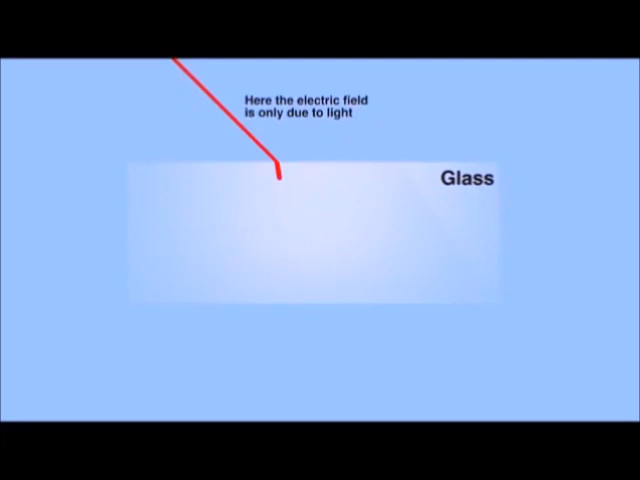 Here the electric field
is only due to light
Glass